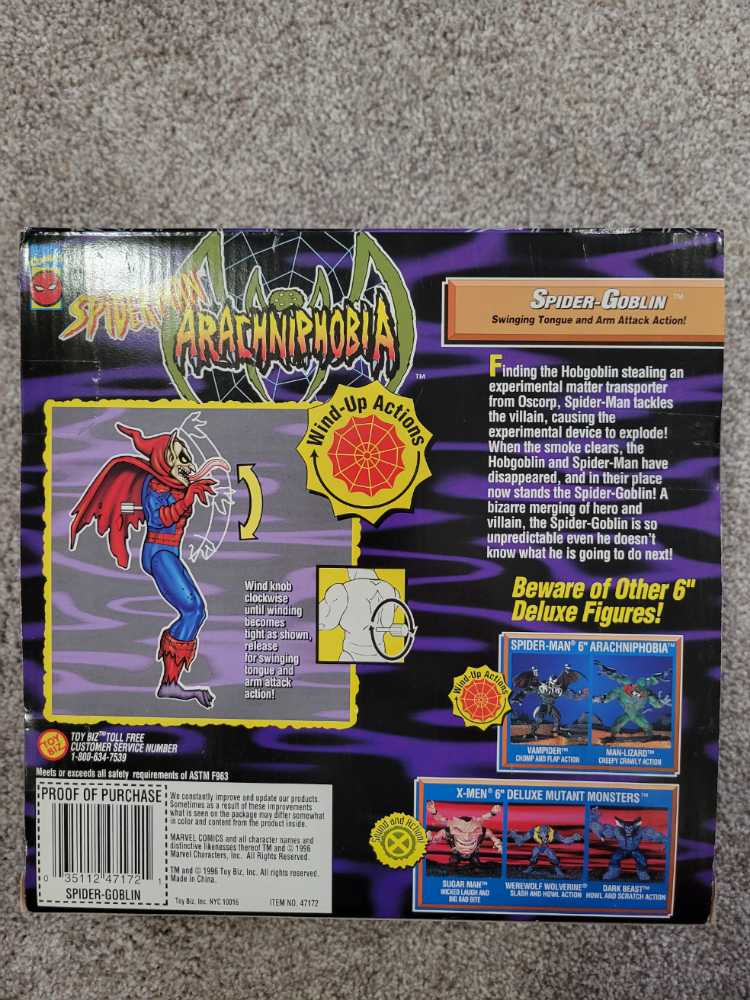 SPIDER-MAN
ARACHNIPHOBIA™
SPIDER-GOBLIN™
Swinging Tongue and Arm Attack Action!
Finding the Hobgoblin stealing an
experimental matter transporter
from Oscorp, Spider-Man tackles
the villain, causing the
experimental device to explode!
When the smoke clears, the
Hobgoblin and Spider-Man have
disappeared, and in their place
now stands the Spider-Goblin! A
bizarre merging of hero and
villain, the Spider-Goblin is so
unpredictable even he doesn't
know what he is going to do next!
Wind-Up Actions
Wind knob
clockwise
until winding
becomes
tight as shown,
release
for swinging
tongue and
arm attack
action!
Beware of Other 6"
Deluxe Figures!
SPIDER-MAN® 6" ARACHNIPHOBIA™
Wind-Up Actions
VAMPIDER™
CHOMP AND FLAP ACTION
MAN-LIZARD™
CREEPY CRAWLY ACTION
X-MEN® 6" DELUXE MUTANT MONSTERS™
Sound and Action!
SUGAR MAN™
WICKED LAUGH AND
BIG BAD BITE
WEREWOLF WOLVERINE®
SLASH AND HOWL ACTION
DARK BEAST™
HOWL AND SCRATCH ACTION
TOY BIZ
TOY BIZ™ TOLL FREE
CUSTOMER SERVICE NUMBER
1-800-634-7539
Meets or exceeds all safety requirements of ASTM F963
PROOF OF PURCHASE
0 35112 47172 1
SPIDER-GOBLIN
We constantly improve and update our products.
Sometimes as a result of these improvements
what is seen on the package may differ somewhat
in color and content from the product inside.
MARVEL COMICS and all character names and
distinctive likenesses thereof TM and © 1996
Marvel Characters, Inc. All Rights Reserved.
TM and © 1996 Toy Biz, Inc. All rights reserved.
Made in China.
Toy Biz, Inc. NYC 10016
ITEM NO. 47172